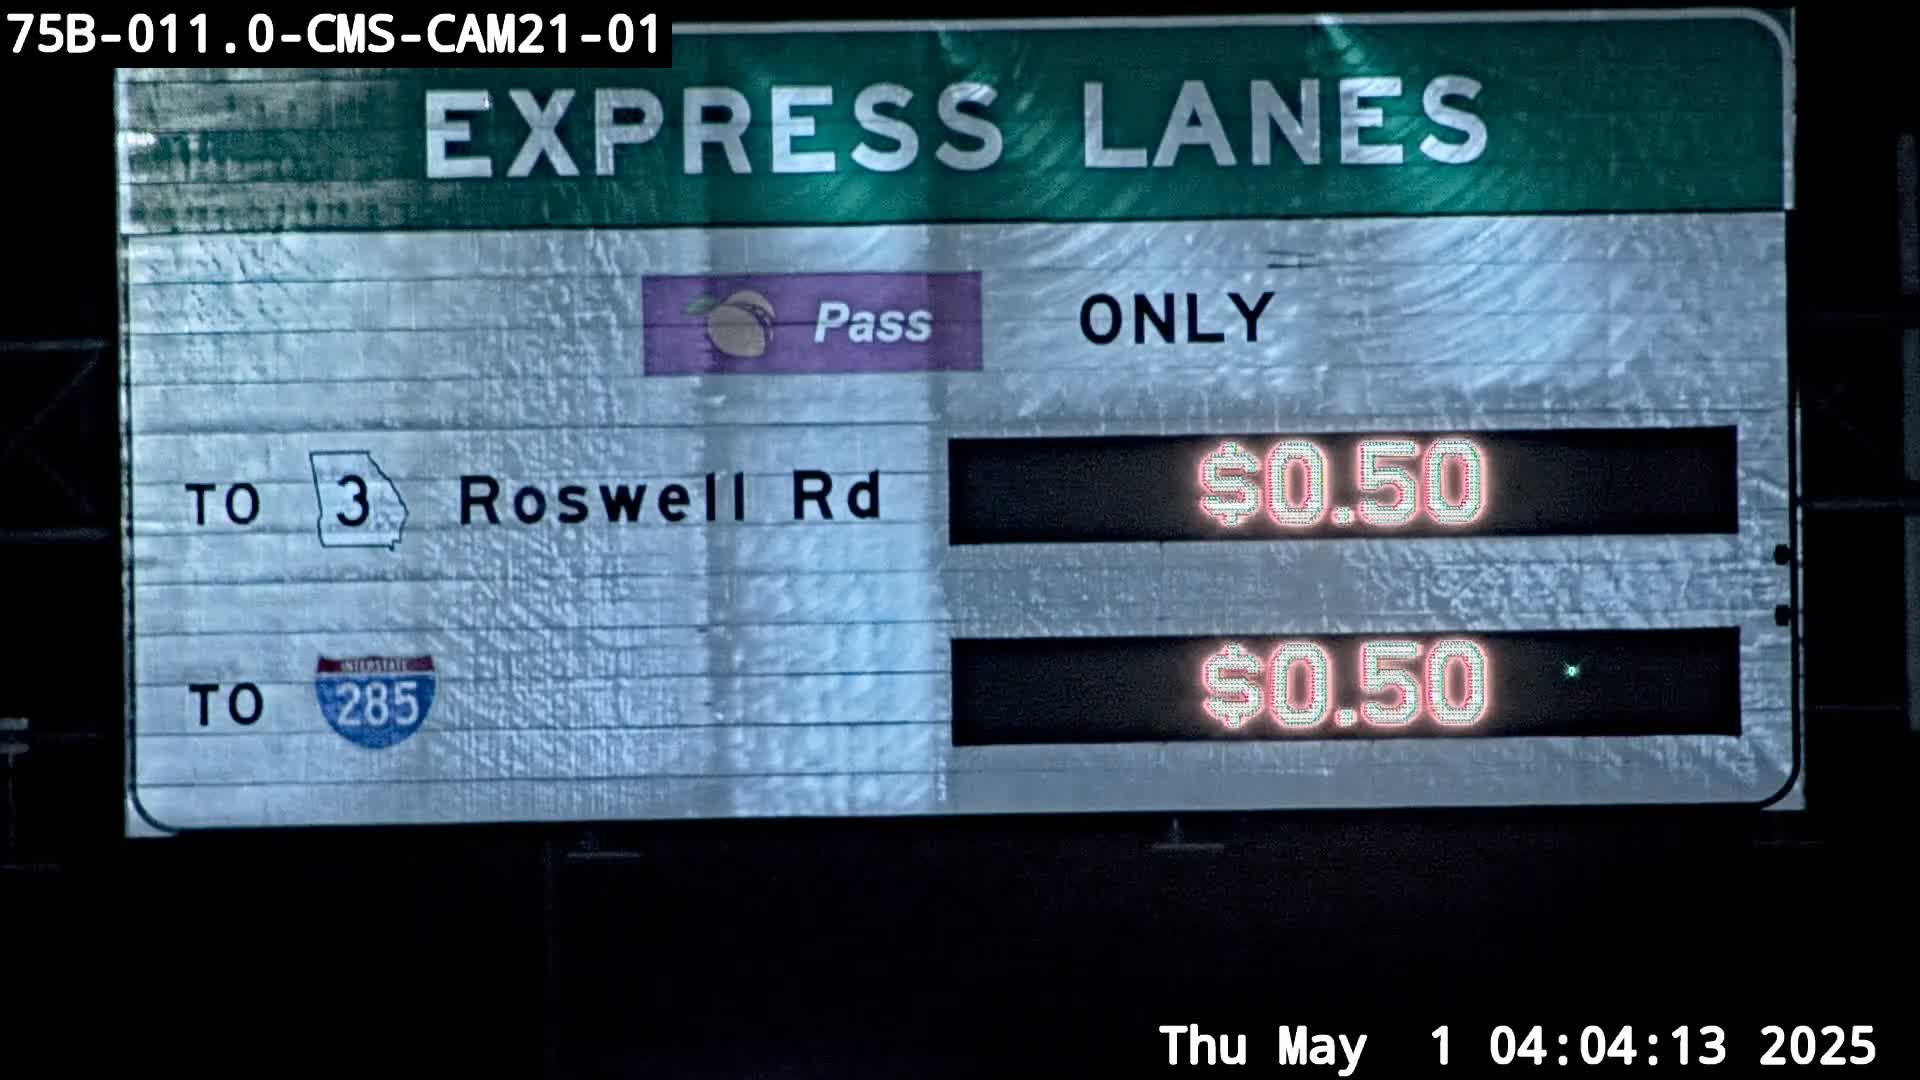 75B-011.0-CMS-CAM21-01
EXPRESS LANES
Pass ONLY
TO 3 Roswell Rd $0.50
INTERSTATE
TO 285 $0.50
Thu May 1 04:04:13 2025